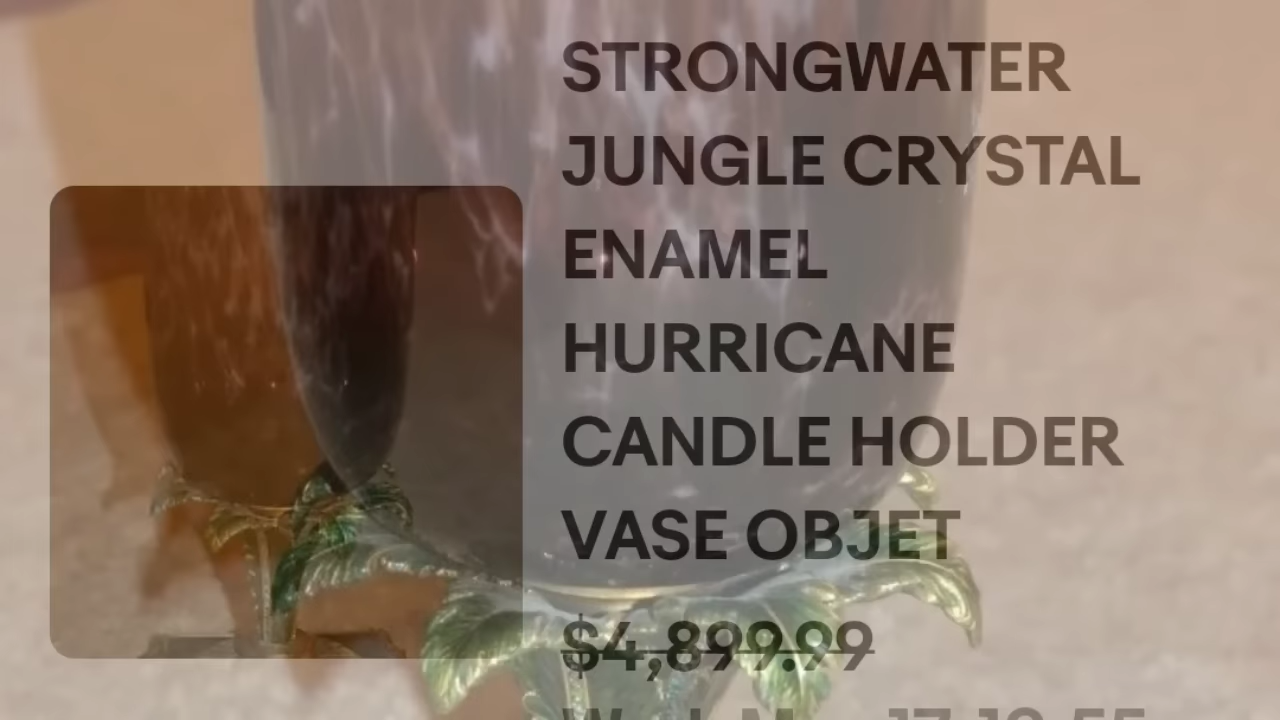 STRONGWATER
JUNGLE CRYSTAL
ENAMEL
HURRICANE
CANDLE HOLDER
VASE OBJET
$4,899.99